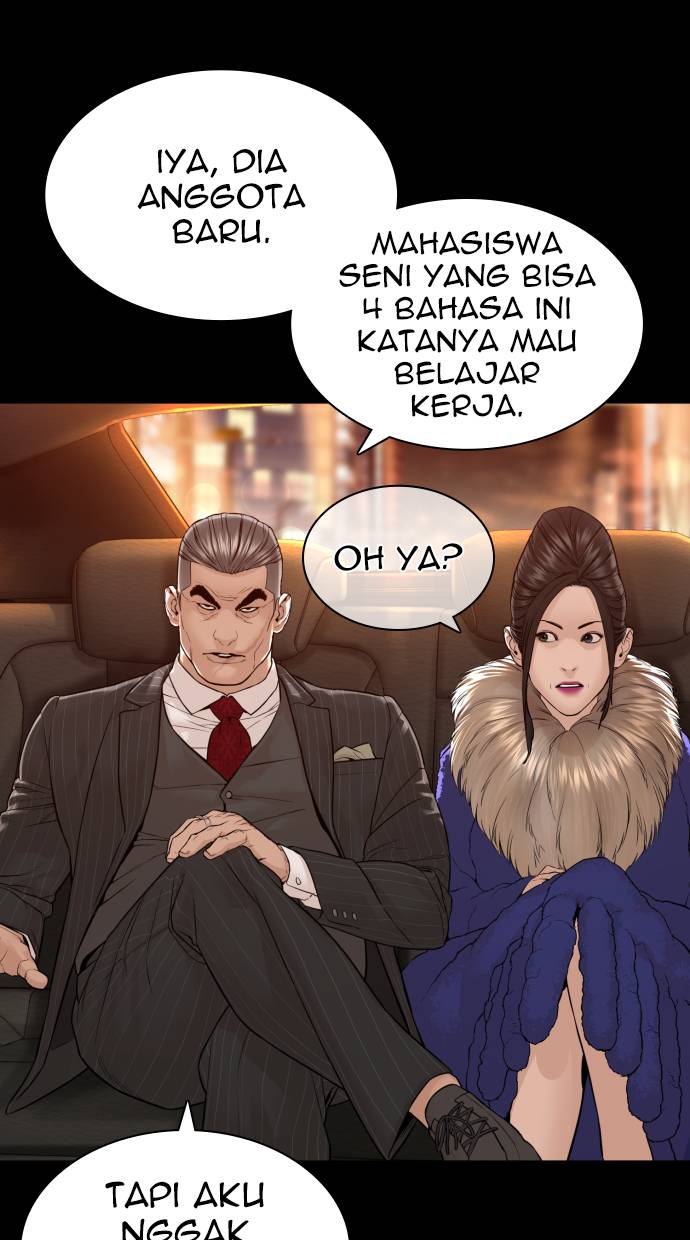 IYA, DIA
ANGGOTA
BARU.
MAHASISWA
SENI YANG BISA
4 BAHASA INI
KATANYA MAU
BELAJAR
KERJA.
OH YA?
TAPI AKU
NGGAK